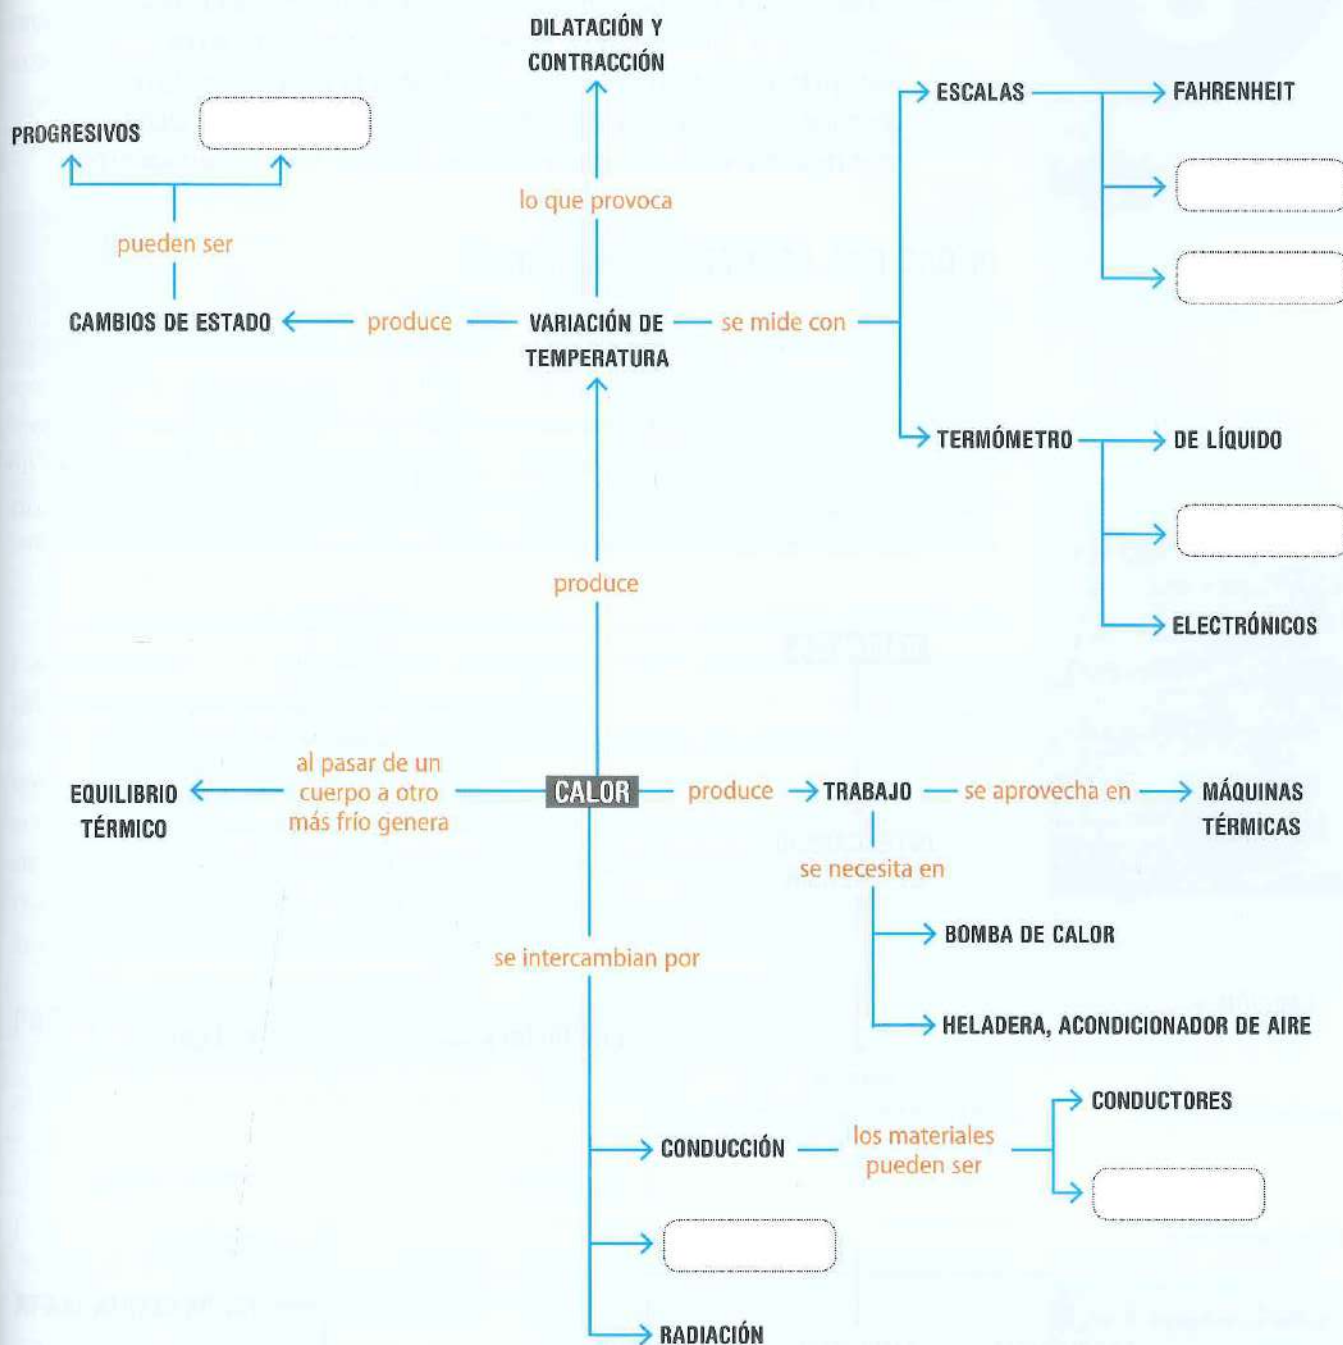 DILATACIÓN Y
CONTRACCIÓN
ESCALAS
FAHRENHEIT
PROGRESIVOS
lo que provoca
pueden ser
CAMBIOS DE ESTADO
produce
VARIACIÓN DE
TEMPERATURA
se mide con
TERMÓMETRO
DE LÍQUIDO
produce
ELECTRÓNICOS
EQUILIBRIO
TÉRMICO
al pasar de un
cuerpo a otro
más frío genera
CALOR
produce
TRABAJO
se aprovecha en
MÁQUINAS
TÉRMICAS
se necesita en
BOMBA DE CALOR
se intercambian por
HELADERA, ACONDICIONADOR DE AIRE
CONDUCTORES
CONDUCCIÓN
los materiales
pueden ser
RADIACIÓN